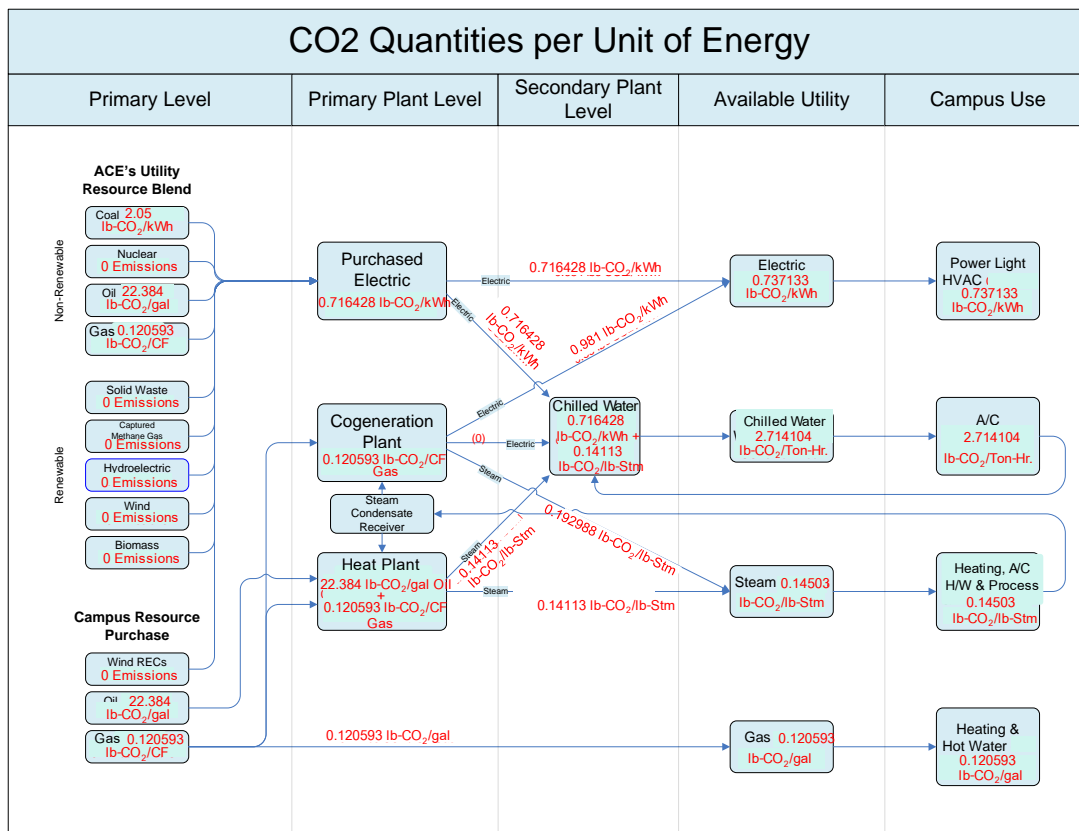 CO2 Quantities per Unit of Energy
Primary Level
Primary Plant Level
Secondary Plant
Level
Available Utility
Campus Use
ACE's Utility
Resource Blend
Non-Renewable
Coal 2.05
lb-CO2/kWh
Nuclear
0 Emissions
Oil 22.384
lb-CO2/gal
Gas 0.120593
lb-CO2/CF
Renewable
Solid Waste
0 Emissions
Captured
Methane Gas
0 Emissions
Hydroelectric
0 Emissions
Wind
0 Emissions
Biomass
0 Emissions
Campus Resource
Purchase
Wind RECs
0 Emissions
Oil 22.384
lb-CO2/gal
Gas 0.120593
lb-CO2/CF
Purchased
Electric
0.716428 lb-CO2/kWh
Cogeneration
Plant
0.120593 lb-CO2/CF
Gas
Steam
Condensate
Receiver
Heat Plant
22.384 lb-CO2/gal Oil
+
0.120593 lb-CO2/CF
Gas
Electric
0.716428 lb-CO2/kWh
Electric
0.716428
lb-CO2/kWh
Electric
0.981 lb-CO2/kWh
(0)
Electric
Steam
0.192988 lb-CO2/lb-Stm
Steam
0.14113
lb-CO2/lb-Stm
Steam
0.14113 lb-CO2/lb-Stm
0.120593 lb-CO2/gal
Chilled Water
0.716428
lb-CO2/kWh +
0.14113
lb-CO2/lb-Stm
Electric
0.737133
lb-CO2/kWh
Chilled Water
2.714104
lb-CO2/Ton-Hr.
Steam 0.14503
lb-CO2/lb-Stm
Gas 0.120593
lb-CO2/gal
Power Light
HVAC (
0.737133
lb-CO2/kWh
A/C
2.714104
lb-CO2/Ton-Hr.
Heating, A/C
H/W & Process
0.14503
lb-CO2/lb-Stm
Heating &
Hot Water
0.120593
lb-CO2/gal